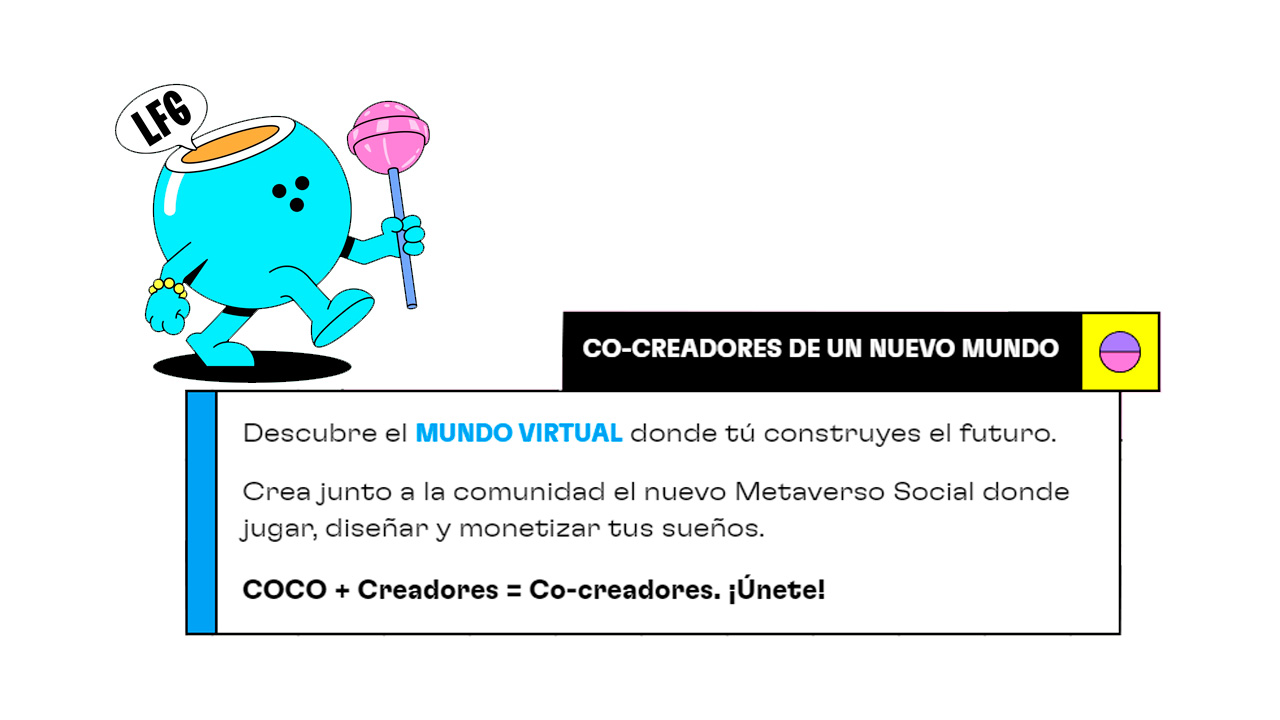 LFG
CO-CREADORES DE UN NUEVO MUNDO
Descubre el MUNDO VIRTUAL donde tú construyes el futuro.
Crea junto a la comunidad el nuevo Metaverso Social donde
jugar, diseñar y monetizar tus sueños.
COCO + Creadores = Co-creadores. ¡Únete!